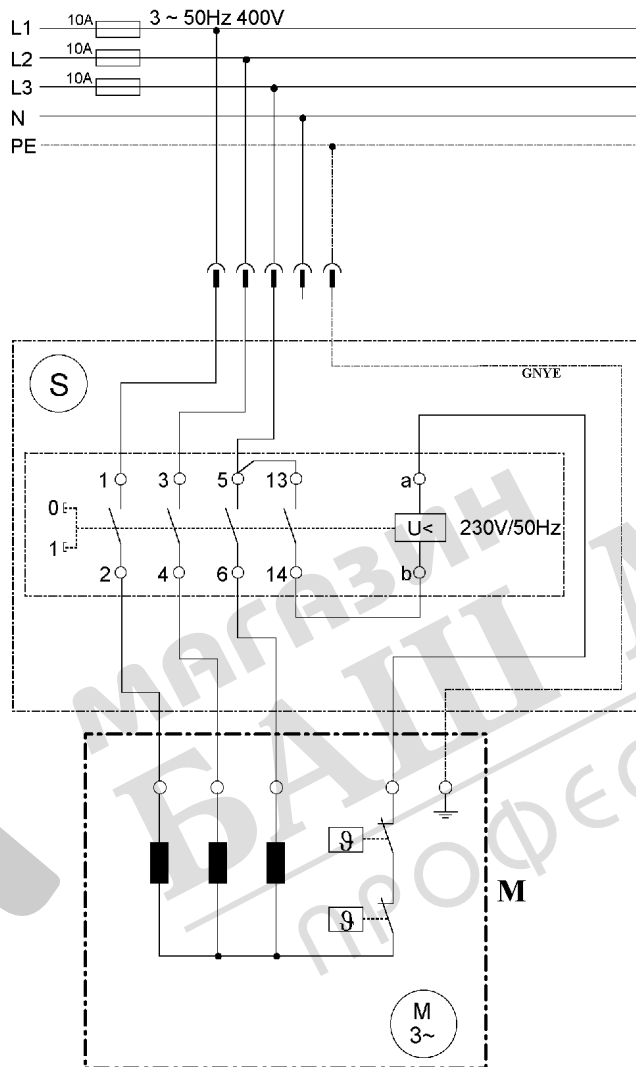 3 ~ 50Hz 400V
L1 10A
L2 10A
L3 10A
N
PE
S
GNYE
1 3 5 13 a
0
1
U< 230V/50Hz
2 4 6 14 b
МАГАЗИН
БАШ М
ПРОФЕС
ϑ
M
ϑ
M
3~